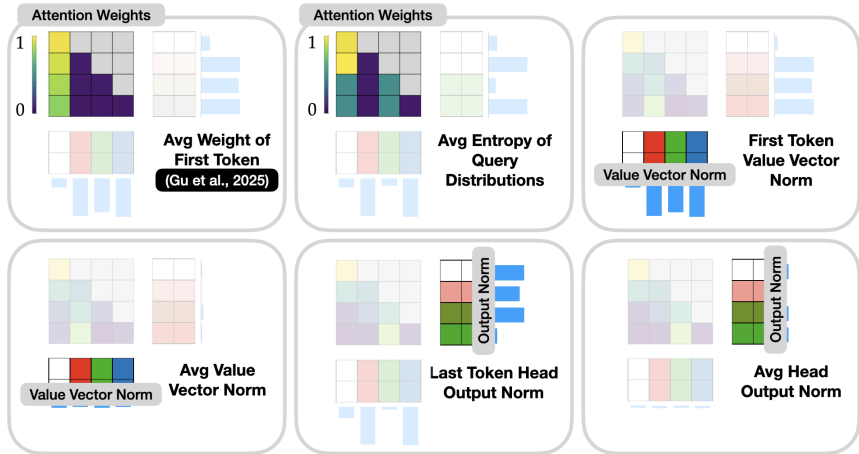 Attention Weights
1
0
Avg Weight of
First Token
(Gu et al., 2025)
Attention Weights
1
0
Avg Entropy of
Query
Distributions
Value Vector Norm
First Token
Value Vector
Norm
Value Vector Norm
Avg Value
Vector Norm
Output Norm
Last Token Head
Output Norm
Output Norm
Avg Head
Output Norm